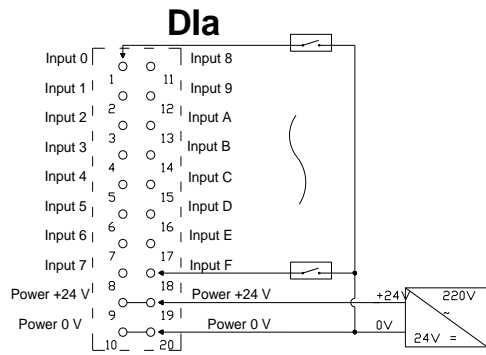 DIa
Input 0 Input 8
1 11
Input 1 Input 9
2 12
Input 2 Input A
3 13
Input 3 Input B
4 14
Input 4 Input C
5 15
Input 5 Input D
6 16
Input 6 Input E
7 17
Input 7 Input F
8 18
Power +24 V Power +24 V +24V 220V
9 19 ~
Power 0 V Power 0 V 0V
10 20 24V =